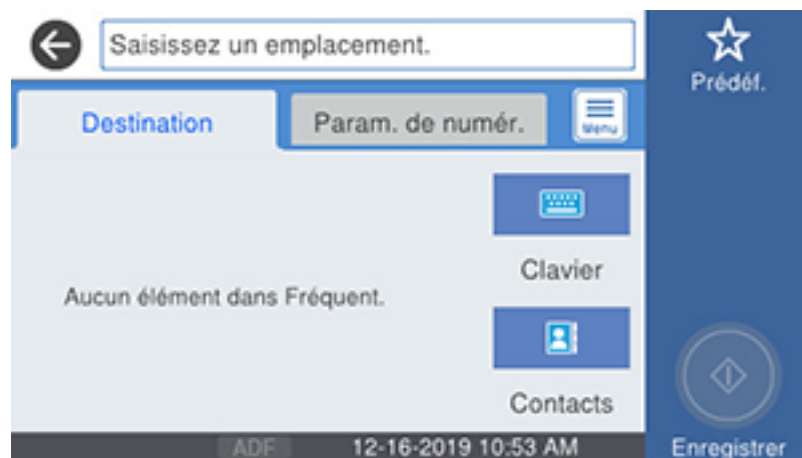 Saisissez un emplacement.
Prédéf.
Destination
Param. de numér.
Menu
Clavier
Aucun élément dans Fréquent.
Contacts
ADF
12-16-2019 10:53 AM
Enregistrer